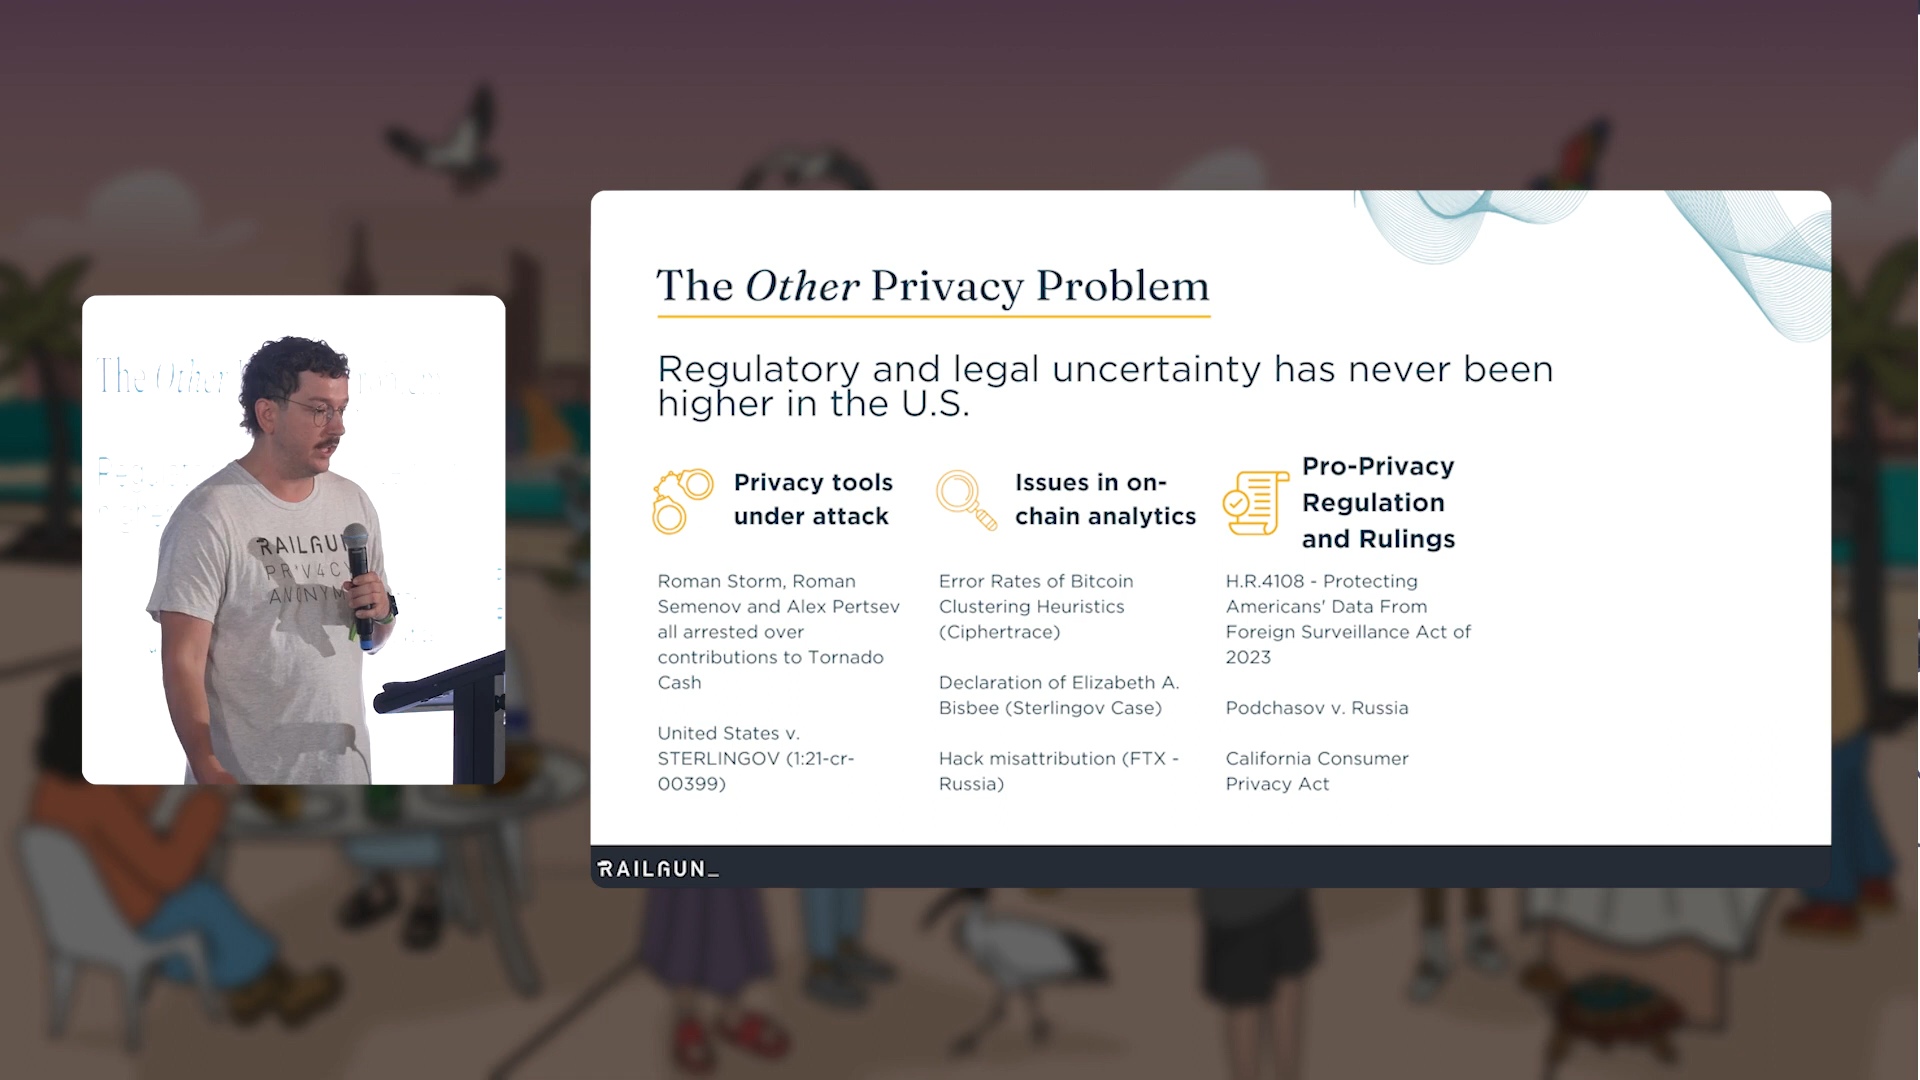 The Other Privacy Problem
Regulatory and legal uncertainty has never been
higher in the U.S.
Privacy tools
under attack
Roman Storm, Roman
Semenov and Alex Pertsev
all arrested over
contributions to Tornado
Cash
United States v.
STERLINGOV (1:21-cr-
00399)
Issues in on-
chain analytics
Error Rates of Bitcoin
Clustering Heuristics
(Ciphertrace)
Declaration of Elizabeth A.
Bisbee (Sterlingov Case)
Hack misattribution (FTX -
Russia)
Pro-Privacy
Regulation
and Rulings
H.R.4108 - Protecting
Americans' Data From
Foreign Surveillance Act of
2023
Podchasov v. Russia
California Consumer
Privacy Act
RAILGUN_
The Other
RAILGUN
PRIV4CY